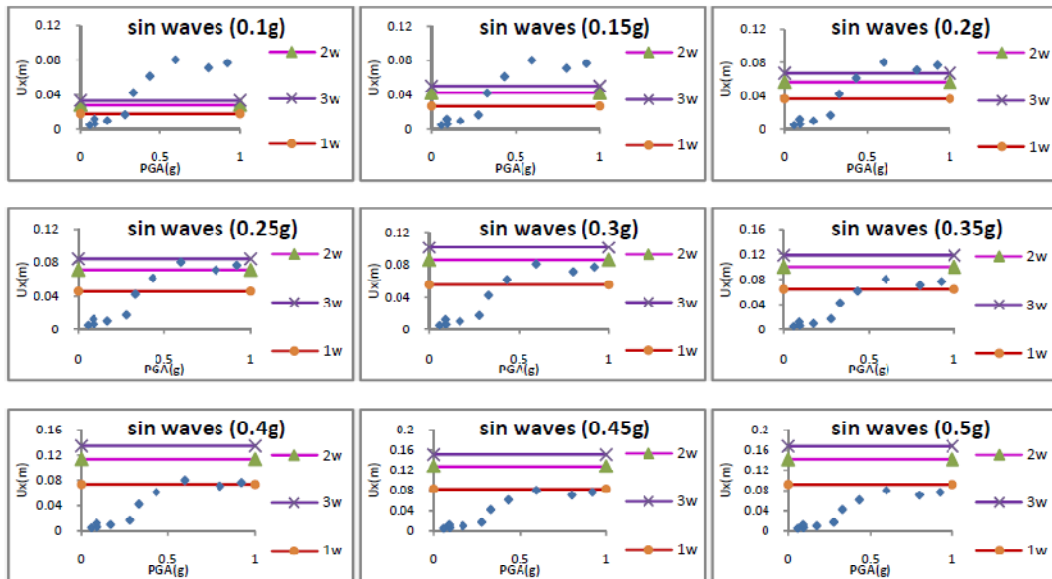 sin waves (0.1g)
0.12
0.08
0.04
0
Ux(m)
0
0.5
1
PGA(g)
2w
3w
1w
sin waves (0.15g)
0.12
0.08
0.04
0
Ux(m)
0
0.5
1
PGA(g)
2w
3w
1w
sin waves (0.2g)
0.12
0.08
0.04
0
Ux(m)
0
0.5
1
PGA(g)
2w
3w
1w
sin waves (0.25g)
0.12
0.08
0.04
0
Ux(m)
0
0.5
1
PGA(g)
2w
3w
1w
sin waves (0.3g)
0.12
0.08
0.04
0
Ux(m)
0
0.5
1
PGA(g)
2w
3w
1w
sin waves (0.35g)
0.16
0.12
0.08
0.04
0
Ux(m)
0
0.5
1
PGA(g)
2w
3w
1w
sin waves (0.4g)
0.16
0.12
0.08
0.04
0
Ux(m)
0
0.5
1
PGA(g)
2w
3w
1w
sin waves (0.45g)
0.2
0.16
0.12
0.08
0.04
0
Ux(m)
0
0.5
1
PGA(g)
2w
3w
1w
sin waves (0.5g)
0.2
0.16
0.12
0.08
0.04
0
Ux(m)
0
0.5
1
PGA(g)
2w
3w
1w